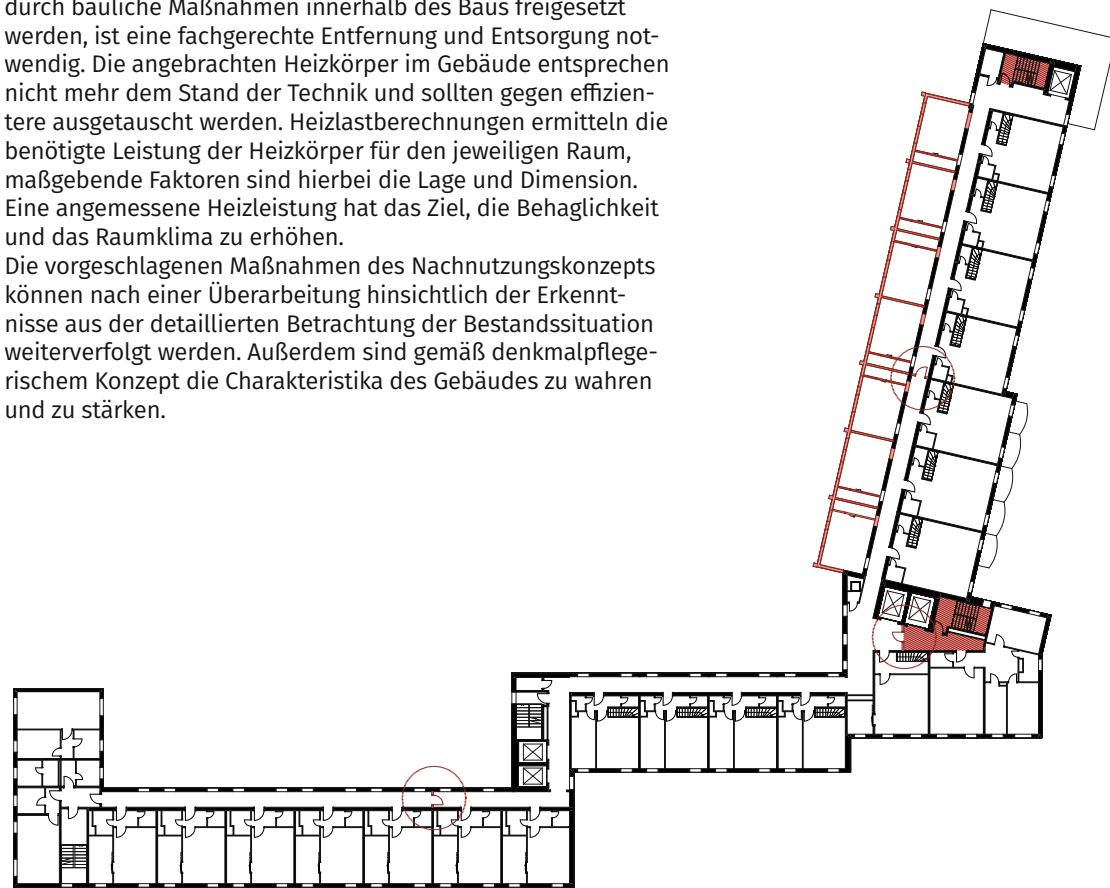 durch bauliche Maßnahmen innerhalb des Baus freigesetzt
werden, ist eine fachgerechte Entfernung und Entsorgung not-
wendig. Die angebrachten Heizkörper im Gebäude entsprechen
nicht mehr dem Stand der Technik und sollten gegen effizien-
tere ausgetauscht werden. Heizlastberechnungen ermitteln die
benötigte Leistung der Heizkörper für den jeweiligen Raum,
maßgebende Faktoren sind hierbei die Lage und Dimension.
Eine angemessene Heizleistung hat das Ziel, die Behaglichkeit
und das Raumklima zu erhöhen.
Die vorgeschlagenen Maßnahmen des Nachnutzungskonzepts
können nach einer Überarbeitung hinsichtlich der Erkennt-
nisse aus der detaillierten Betrachtung der Bestandssituation
weiterverfolgt werden. Außerdem sind gemäß denkmalpflege-
rischem Konzept die Charakteristika des Gebäudes zu wahren
und zu stärken.